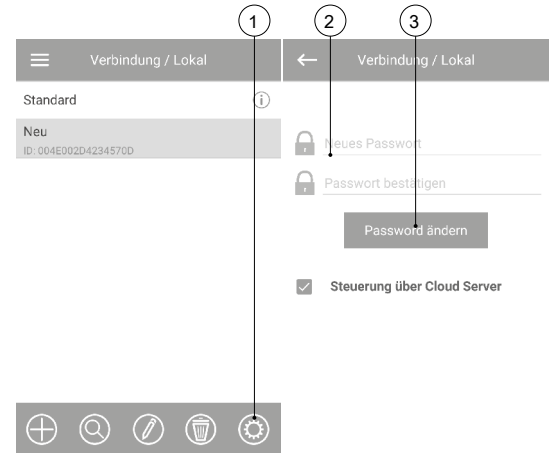 1
2
3
Verbindung / Lokal
Standard
Neu
ID: 004E002D4234570D
Verbindung / Lokal
Neues Passwort
Passwort bestätigen
Password ändern
Steuerung über Cloud Server